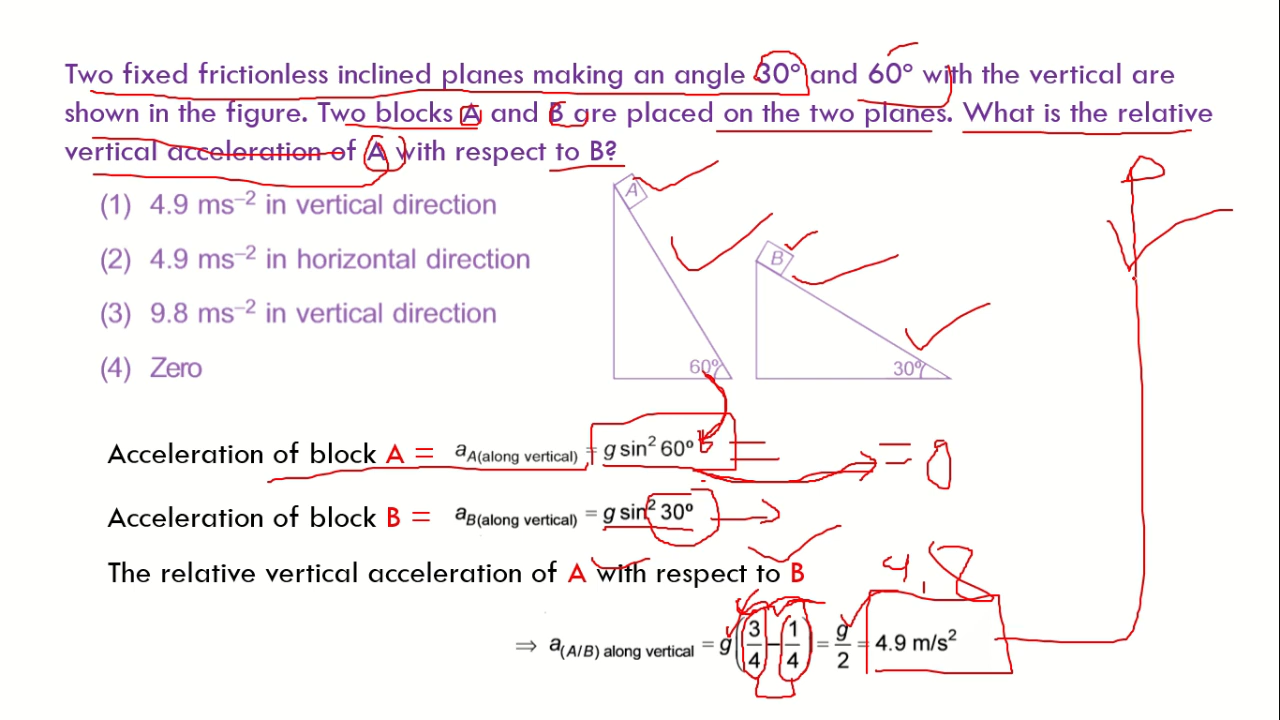 Two fixed frictionless inclined planes making an angle 30° and 60° with the vertical are
shown in the figure. Two blocks A and B are placed on the two planes. What is the relative
vertical acceleration of A with respect to B?
(1) 4.9 ms⁻² in vertical direction
(2) 4.9 ms⁻² in horizontal direction
(3) 9.8 ms⁻² in vertical direction
(4) Zero
A
B
60°
30°
Acceleration of block A = a_A(along vertical) = g sin² 60° = = 0
Acceleration of block B = a_B(along vertical) = g sin² 30°
The relative vertical acceleration of A with respect to B
4.8
⇒ a_(A/B) along vertical = g(3/4 − 1/4) = g/2 = 4.9 m/s²